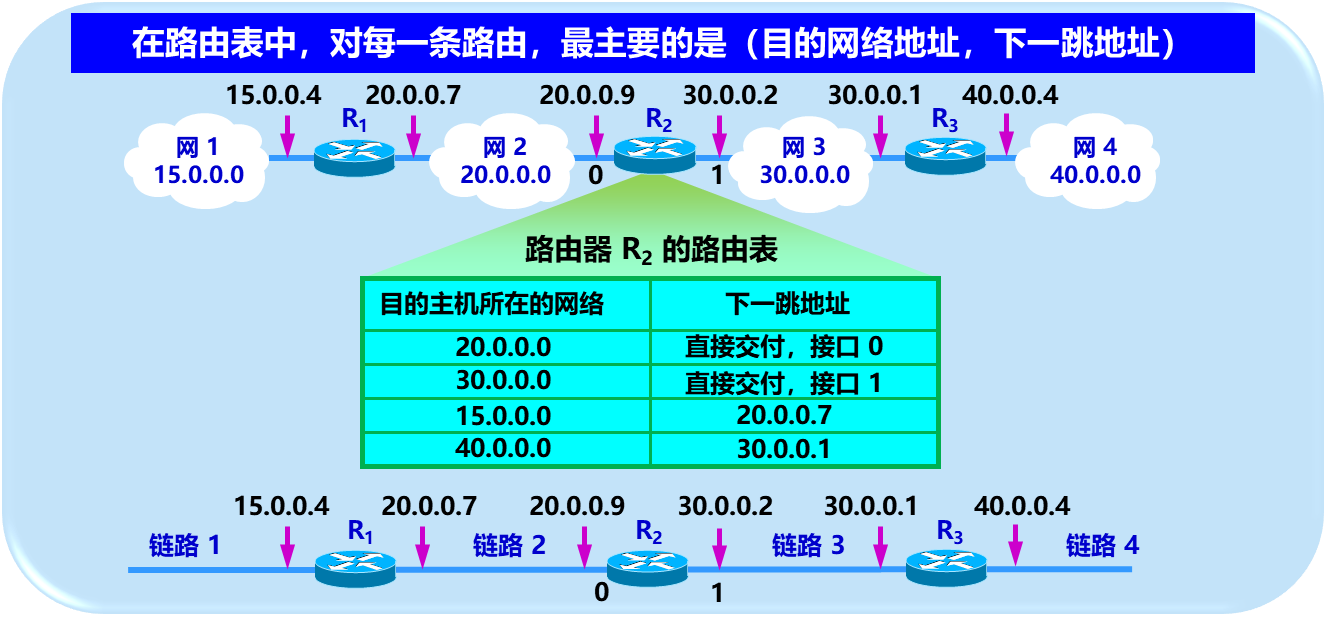 在路由表中，对每一条路由，最主要的是（目的网络地址，下一跳地址）
15.0.0.4 20.0.0.7 20.0.0.9 30.0.0.2 30.0.0.1 40.0.0.4
R1 R2 R3
网 1 网 2 网 3 网 4
15.0.0.0 20.0.0.0 30.0.0.0 40.0.0.0
0 1
路由器 R2 的路由表
目的主机所在的网络 下一跳地址
20.0.0.0 直接交付，接口 0
30.0.0.0 直接交付，接口 1
15.0.0.0 20.0.0.7
40.0.0.0 30.0.0.1
15.0.0.4 20.0.0.7 20.0.0.9 30.0.0.2 30.0.0.1 40.0.0.4
R1 R2 R3
链路 1 链路 2 链路 3 链路 4
0 1